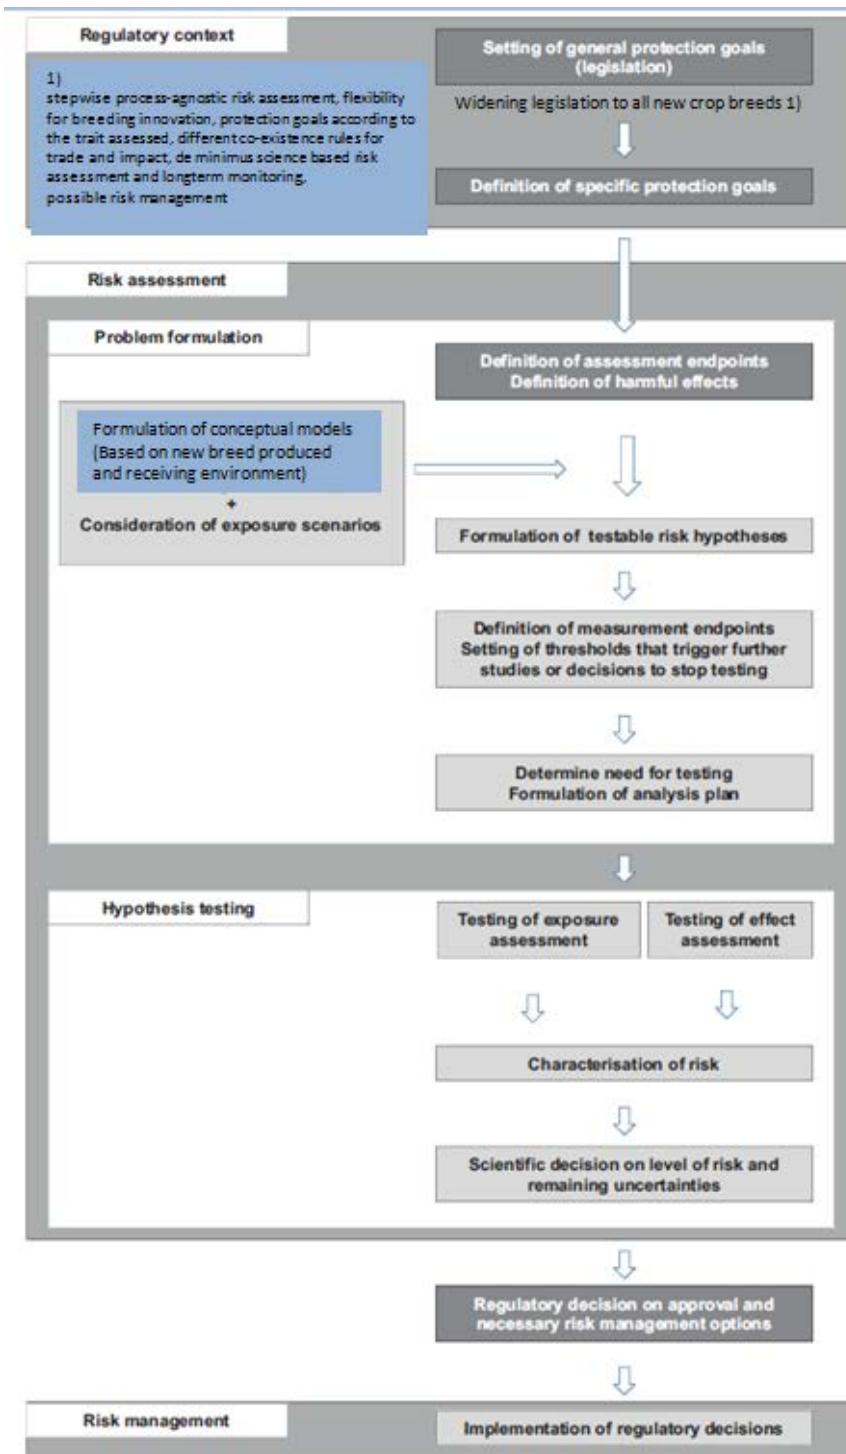 Regulatory context
Setting of general protection goals
(legislation)
1)
stepwise process-agnostic risk assessment, flexibility
for breeding innovation, protection goals according to
the trait assessed, different co-existence rules for
trade and impact, de minimus science based risk
assessment and longterm monitoring,
possible risk management
Widening legislation to all new crop breeds 1)
Definition of specific protection goals
Risk assessment
Problem formulation
Definition of assessment endpoints
Definition of harmful effects
Formulation of conceptual models
(Based on new breed produced
and receiving environment)
+
Consideration of exposure scenarios
Formulation of testable risk hypotheses
Definition of measurement endpoints
Setting of thresholds that trigger further
studies or decisions to stop testing
Determine need for testing
Formulation of analysis plan
Hypothesis testing
Testing of exposure
assessment
Testing of effect
assessment
Characterisation of risk
Scientific decision on level of risk and
remaining uncertainties
Regulatory decision on approval and
necessary risk management options
Risk management
Implementation of regulatory decisions